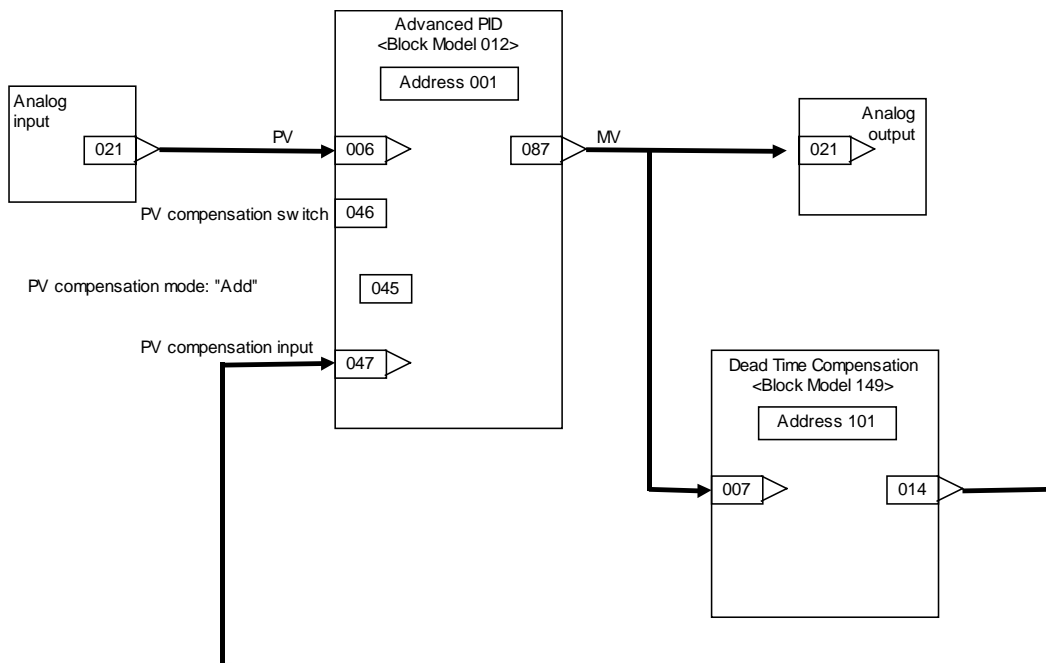 Advanced PID
<Block Model 012>
Address 001
Analog
input
021
PV
006
087
MV
Analog
output
021
PV compensation switch
046
PV compensation mode: "Add"
045
PV compensation input
047
Dead Time Compensation
<Block Model 149>
Address 101
007
014